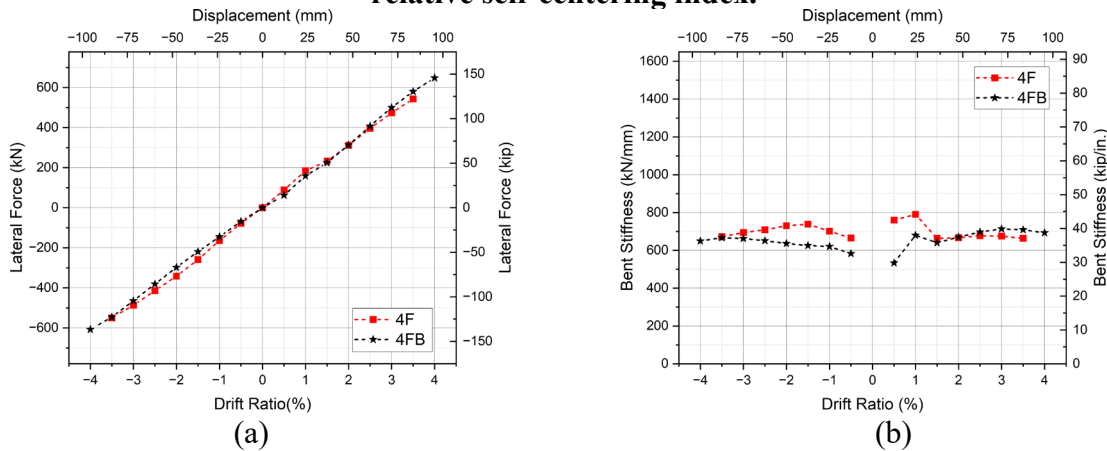 relative self-centering index.
Displacement (mm)
−100 −75 −50 −25 0 25 50 75 100
600
400
200
0
−200
−400
−600
Lateral Force (kN)
150
100
50
0
−50
−100
−150
Lateral Force (kip)
4F
4FB
−4 −3 −2 −1 0 1 2 3 4
Drift Ratio(%)
(a)
Displacement (mm)
−100 −75 −50 −25 0 25 50 75 100
1600
1400
1200
1000
800
600
400
200
0
Bent Stiffness (kN/mm)
90
80
70
60
50
40
30
20
10
0
Bent Stiffness (kip/in.)
4F
4FB
−4 −3 −2 −1 0 1 2 3 4
Drift Ratio (%)
(b)